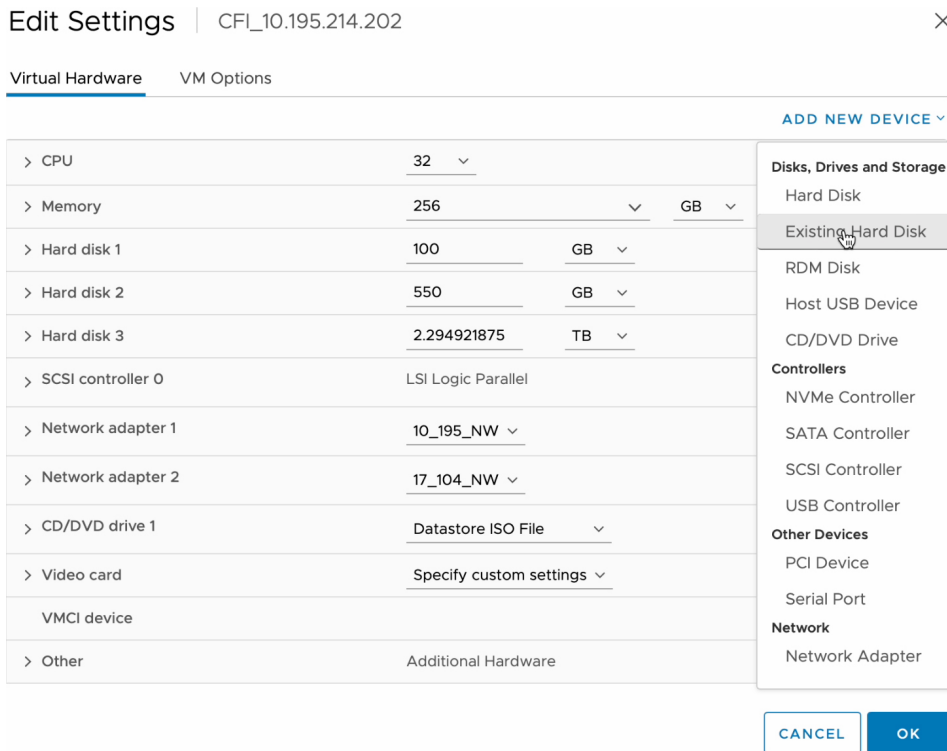 Edit Settings | CFI_10.195.214.202
Virtual Hardware VM Options
ADD NEW DEVICE
CPU 32
Memory 256 GB
Hard disk 1 100 GB
Hard disk 2 550 GB
Hard disk 3 2.294921875 TB
SCSI controller 0 LSI Logic Parallel
Network adapter 1 10_195_NW
Network adapter 2 17_104_NW
CD/DVD drive 1 Datastore ISO File
Video card Specify custom settings
VMCI device
Other Additional Hardware
Disks, Drives and Storage
Hard Disk
Existing Hard Disk
RDM Disk
Host USB Device
CD/DVD Drive
Controllers
NVMe Controller
SATA Controller
SCSI Controller
USB Controller
Other Devices
PCI Device
Serial Port
Network
Network Adapter
CANCEL OK